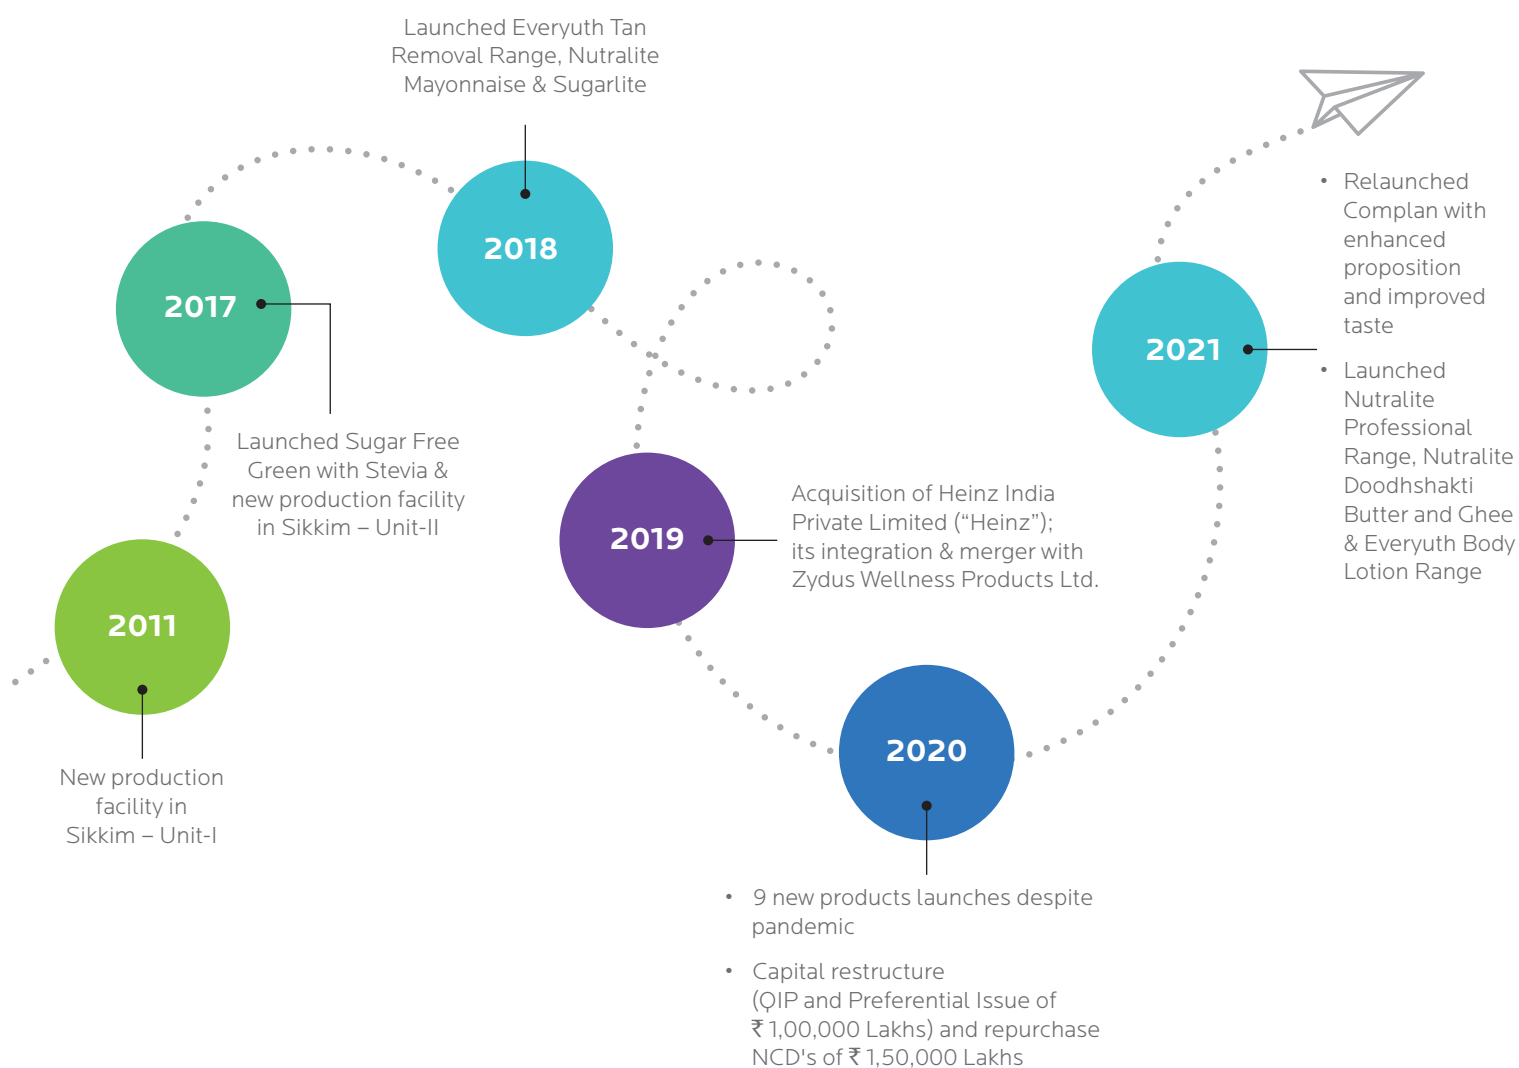 2011
New production
facility in
Sikkim – Unit-I
2017
Launched Sugar Free
Green with Stevia &
new production facility
in Sikkim – Unit-II
Launched Everyuth Tan
Removal Range, Nutralite
Mayonnaise & Sugarlite
2018
2019
Acquisition of Heinz India
Private Limited (“Heinz”);
its integration & merger with
Zydus Wellness Products Ltd.
2020
• 9 new products launches despite
pandemic
• Capital restructure
(QIP and Preferential Issue of
₹ 1,00,000 Lakhs) and repurchase
NCD's of ₹ 1,50,000 Lakhs
2021
• Relaunched
Complan with
enhanced
proposition
and improved
taste
• Launched
Nutralite
Professional
Range, Nutralite
Doodhshakti
Butter and Ghee
& Everyuth Body
Lotion Range